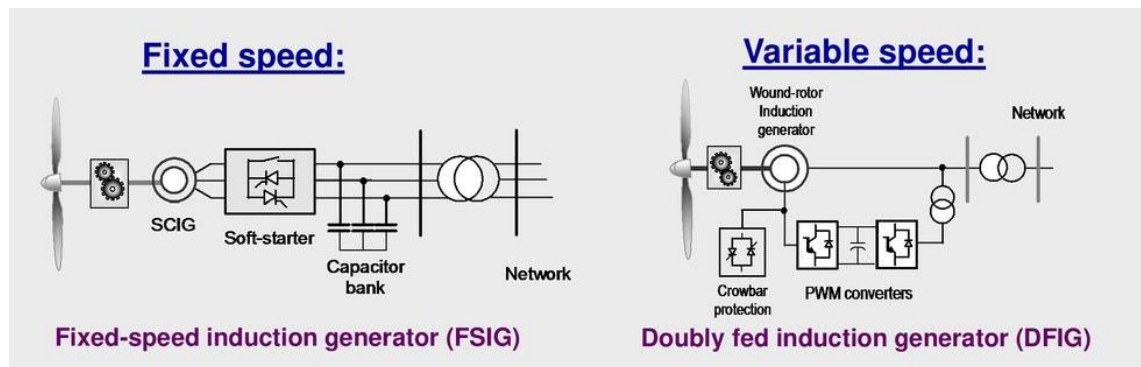 Fixed speed:
SCIG
Soft-starter
Capacitor
bank
Network
Fixed-speed induction generator (FSIG)
Variable speed:
Wound-rotor
Induction
generator
Network
Crowbar
protection
PWM converters
Doubly fed induction generator (DFIG)